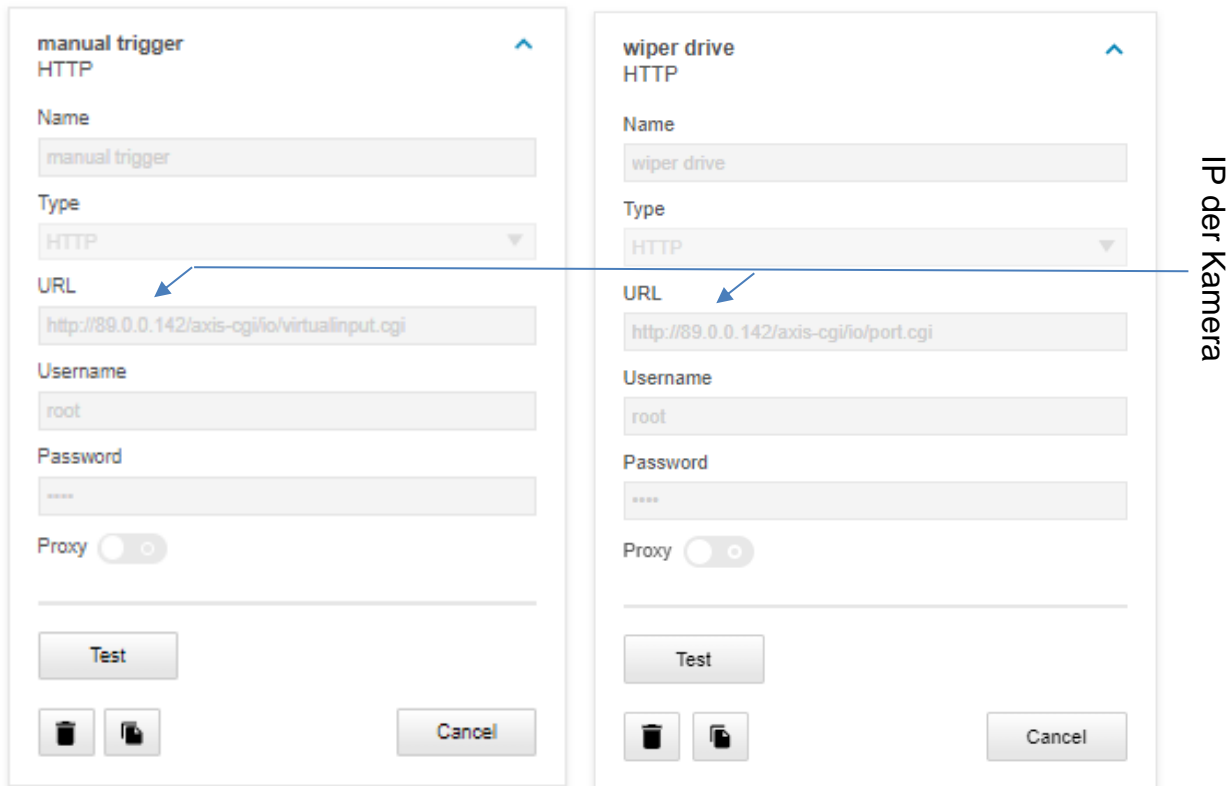 manual trigger
HTTP
Name
manual trigger
Type
HTTP
URL
http://89.0.0.142/axis-cgi/io/virtualinput.cgi
Username
root
Password
••••
Proxy
Test
Cancel
wiper drive
HTTP
Name
wiper drive
Type
HTTP
URL
http://89.0.0.142/axis-cgi/io/port.cgi
Username
root
Password
••••
Proxy
Test
Cancel
IP der Kamera